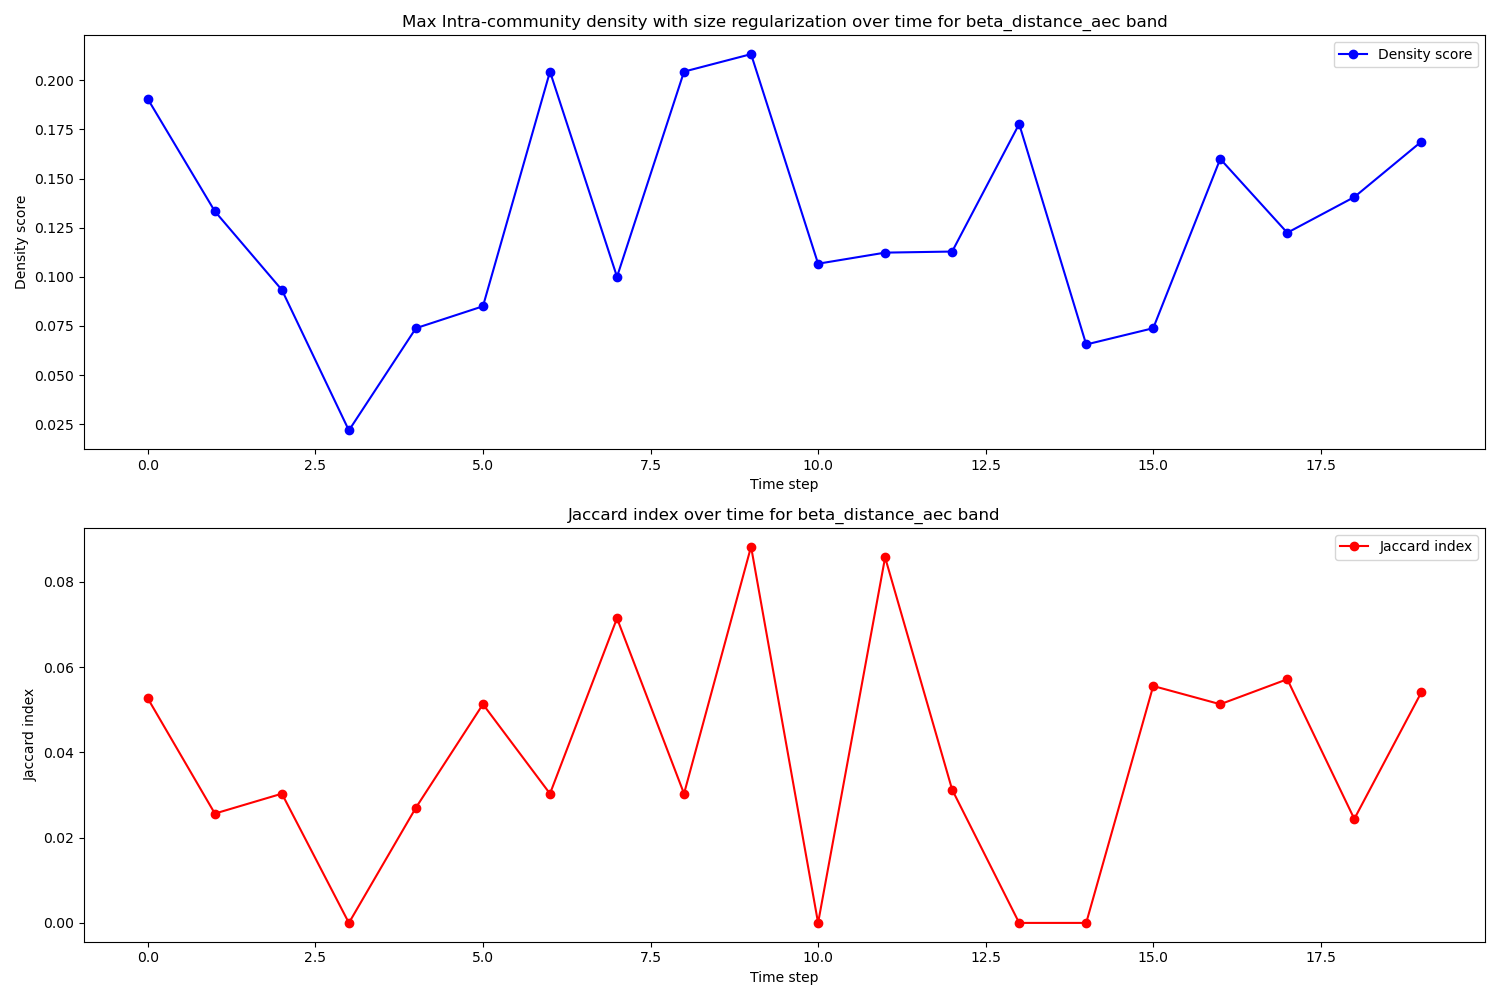 Max Intra-community density with size regularization over time for beta_distance_aec band
Density score
0.200
0.175
0.150
0.125
0.100
0.075
0.050
0.025
Density score
0.0 2.5 5.0 7.5 10.0 12.5 15.0 17.5
Time step
Jaccard index over time for beta_distance_aec band
Jaccard index
0.08
0.06
0.04
0.02
0.00
Jaccard index
0.0 2.5 5.0 7.5 10.0 12.5 15.0 17.5
Time step